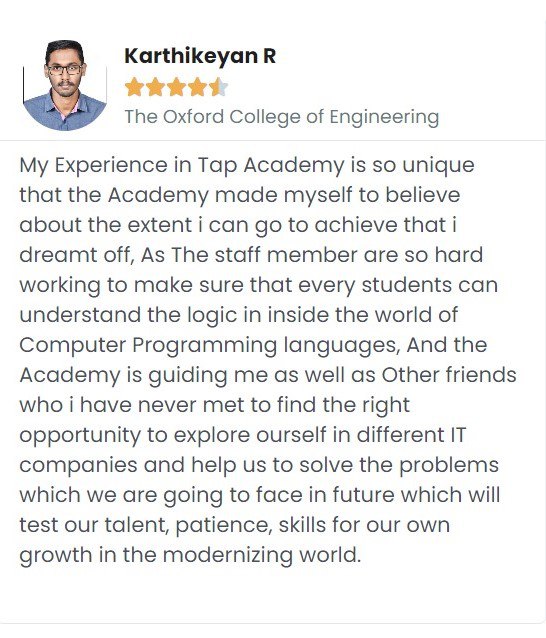 Karthikeyan R
The Oxford College of Engineering
My Experience in Tap Academy is so unique
that the Academy made myself to believe
about the extent i can go to achieve that i
dreamt off, As The staff member are so hard
working to make sure that every students can
understand the logic in inside the world of
Computer Programming languages, And the
Academy is guiding me as well as Other friends
who i have never met to find the right
opportunity to explore ourself in different IT
companies and help us to solve the problems
which we are going to face in future which will
test our talent, patience, skills for our own
growth in the modernizing world.